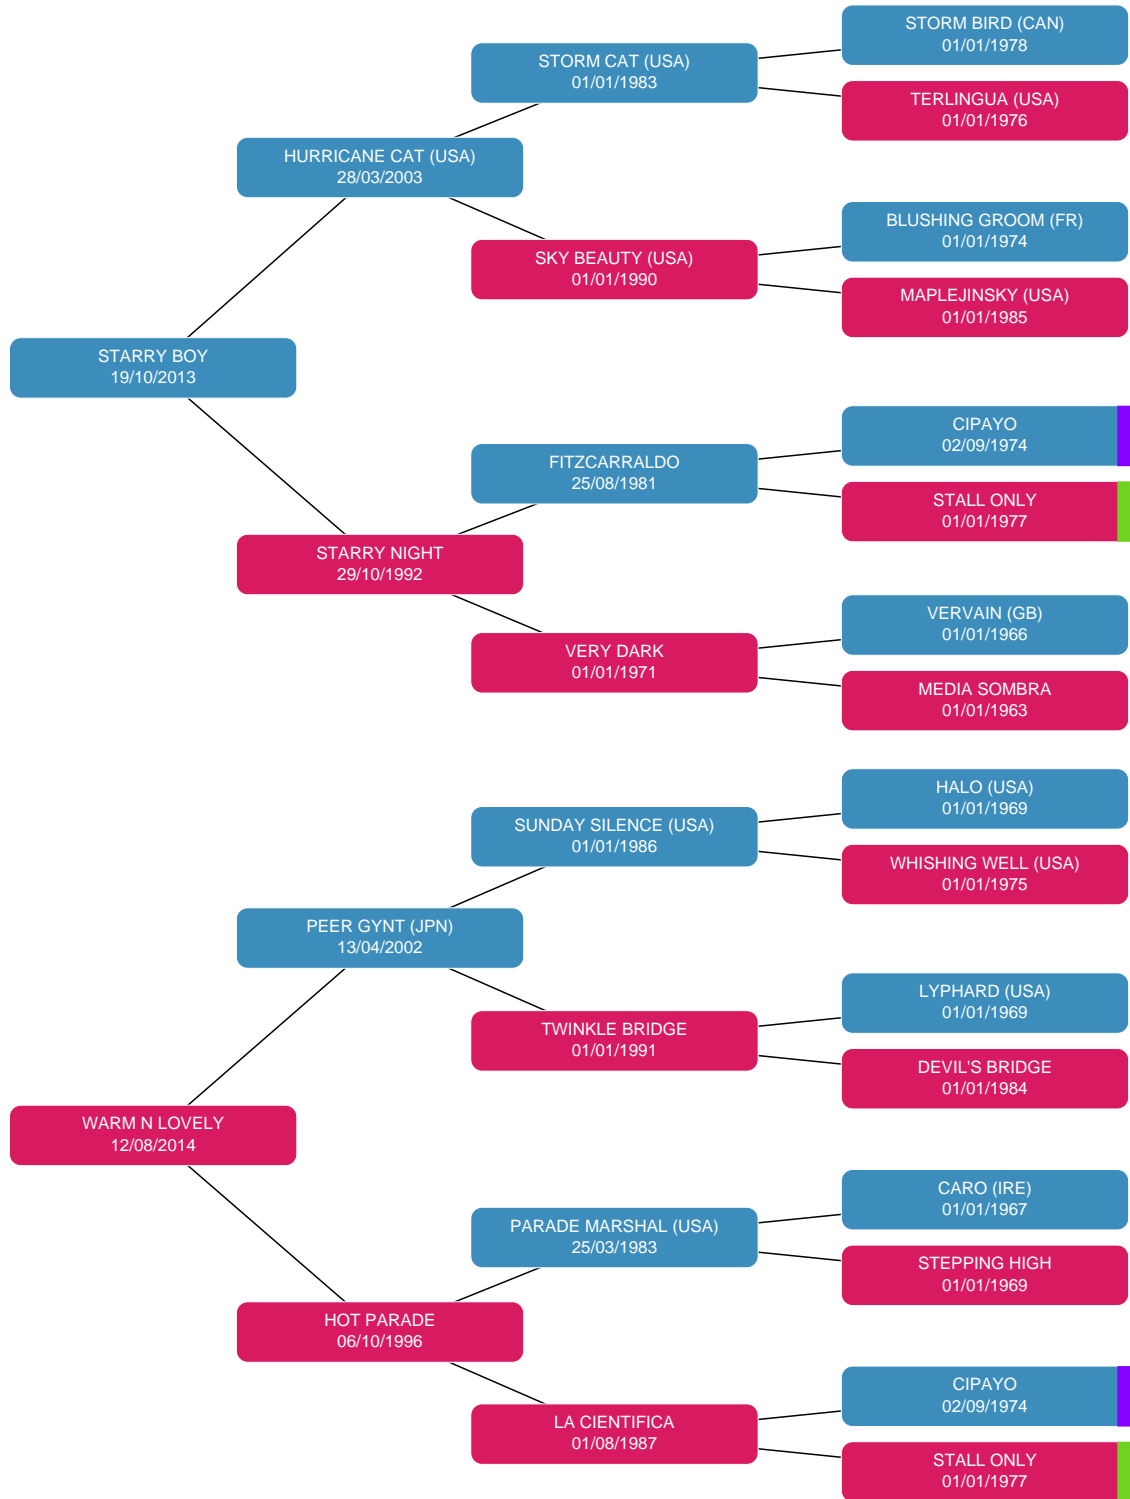 STORM BIRD (CAN)
01/01/1978
STORM CAT (USA)
01/01/1983
TERLINGUA (USA)
01/01/1976
HURRICANE CAT (USA)
28/03/2003
BLUSHING GROOM (FR)
01/01/1974
SKY BEAUTY (USA)
01/01/1990
MAPLEJINSKY (USA)
01/01/1985
STARRY BOY
19/10/2013
CIPAYO
02/09/1974
FITZCARRALDO
25/08/1981
STALL ONLY
01/01/1977
STARRY NIGHT
29/10/1992
VERVAIN (GB)
01/01/1966
VERY DARK
01/01/1971
MEDIA SOMBRA
01/01/1963
HALO (USA)
01/01/1969
SUNDAY SILENCE (USA)
01/01/1986
WHISHING WELL (USA)
01/01/1975
PEER GYNT (JPN)
13/04/2002
LYPHARD (USA)
01/01/1969
TWINKLE BRIDGE
01/01/1991
DEVIL'S BRIDGE
01/01/1984
WARM N LOVELY
12/08/2014
CARO (IRE)
01/01/1967
PARADE MARSHAL (USA)
25/03/1983
STEPPING HIGH
01/01/1969
HOT PARADE
06/10/1996
CIPAYO
02/09/1974
LA CIENTIFICA
01/08/1987
STALL ONLY
01/01/1977